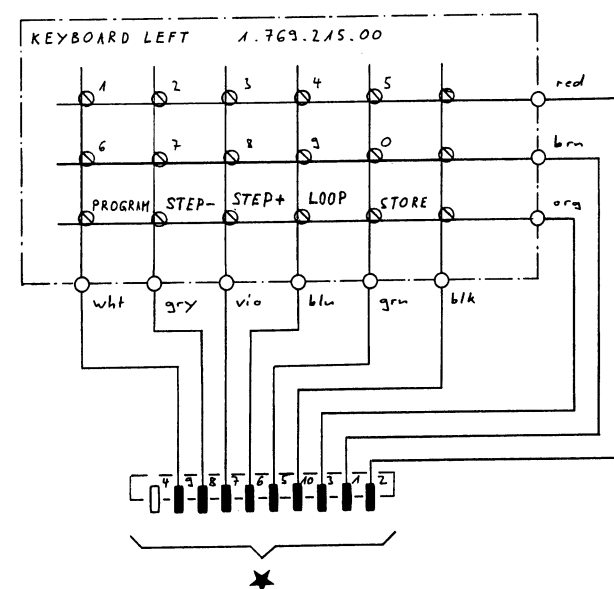 KEYBOARD LEFT 1.769.215.00
1 2 3 4 5
red
6 7 8 9 0
brn
PROGRAM STEP- STEP+ LOOP STORE
org
wht gry vio blu grn blk
4 9 8 7 6 5 10 3 1 2